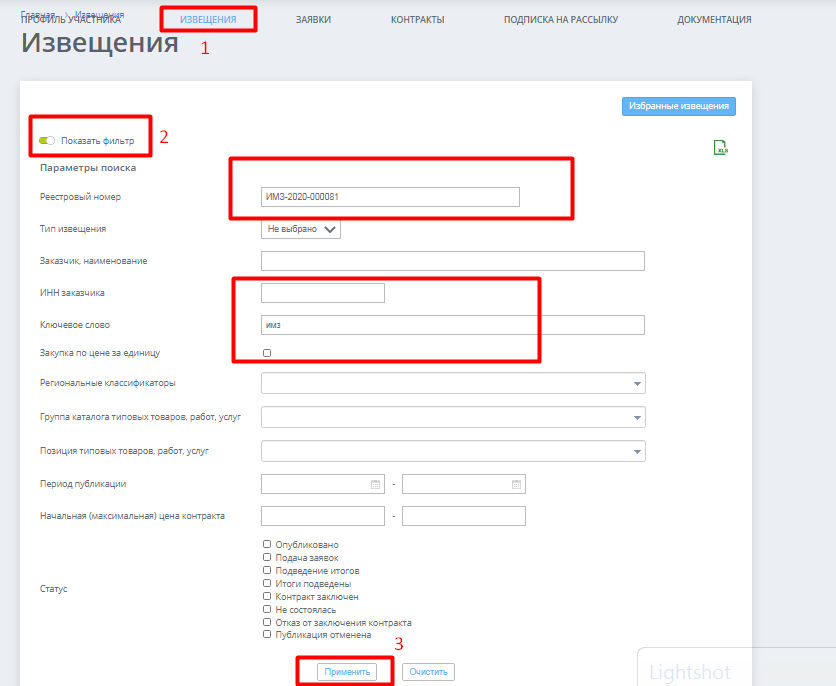 Главная > Извещения
ПРОФИЛЬ УЧАСТНИКА ИЗВЕЩЕНИЯ ЗАЯВКИ КОНТРАКТЫ ПОДПИСКА НА РАССЫЛКУ ДОКУМЕНТАЦИЯ
Извещения 1
Избранные извещения
Показать фильтр 2
XLS
Параметры поиска
Реестровый номер ИМЗ-2020-000081
Тип извещения Не выбрано
Заказчик, наименование
ИНН заказчика
Ключевое слово имз
Закупка по цене за единицу
Региональные классификаторы
Группа каталога типовых товаров, работ, услуг
Позиция типовых товаров, работ, услуг
Период публикации -
Начальная (максимальная) цена контракта -
Опубликовано
Подача заявок
Подведение итогов
Итоги подведены
Статус
Контракт заключен
Не состоялась
Отказ от заключения контракта
Публикация отменена
3
Применить Очистить
Lightshot